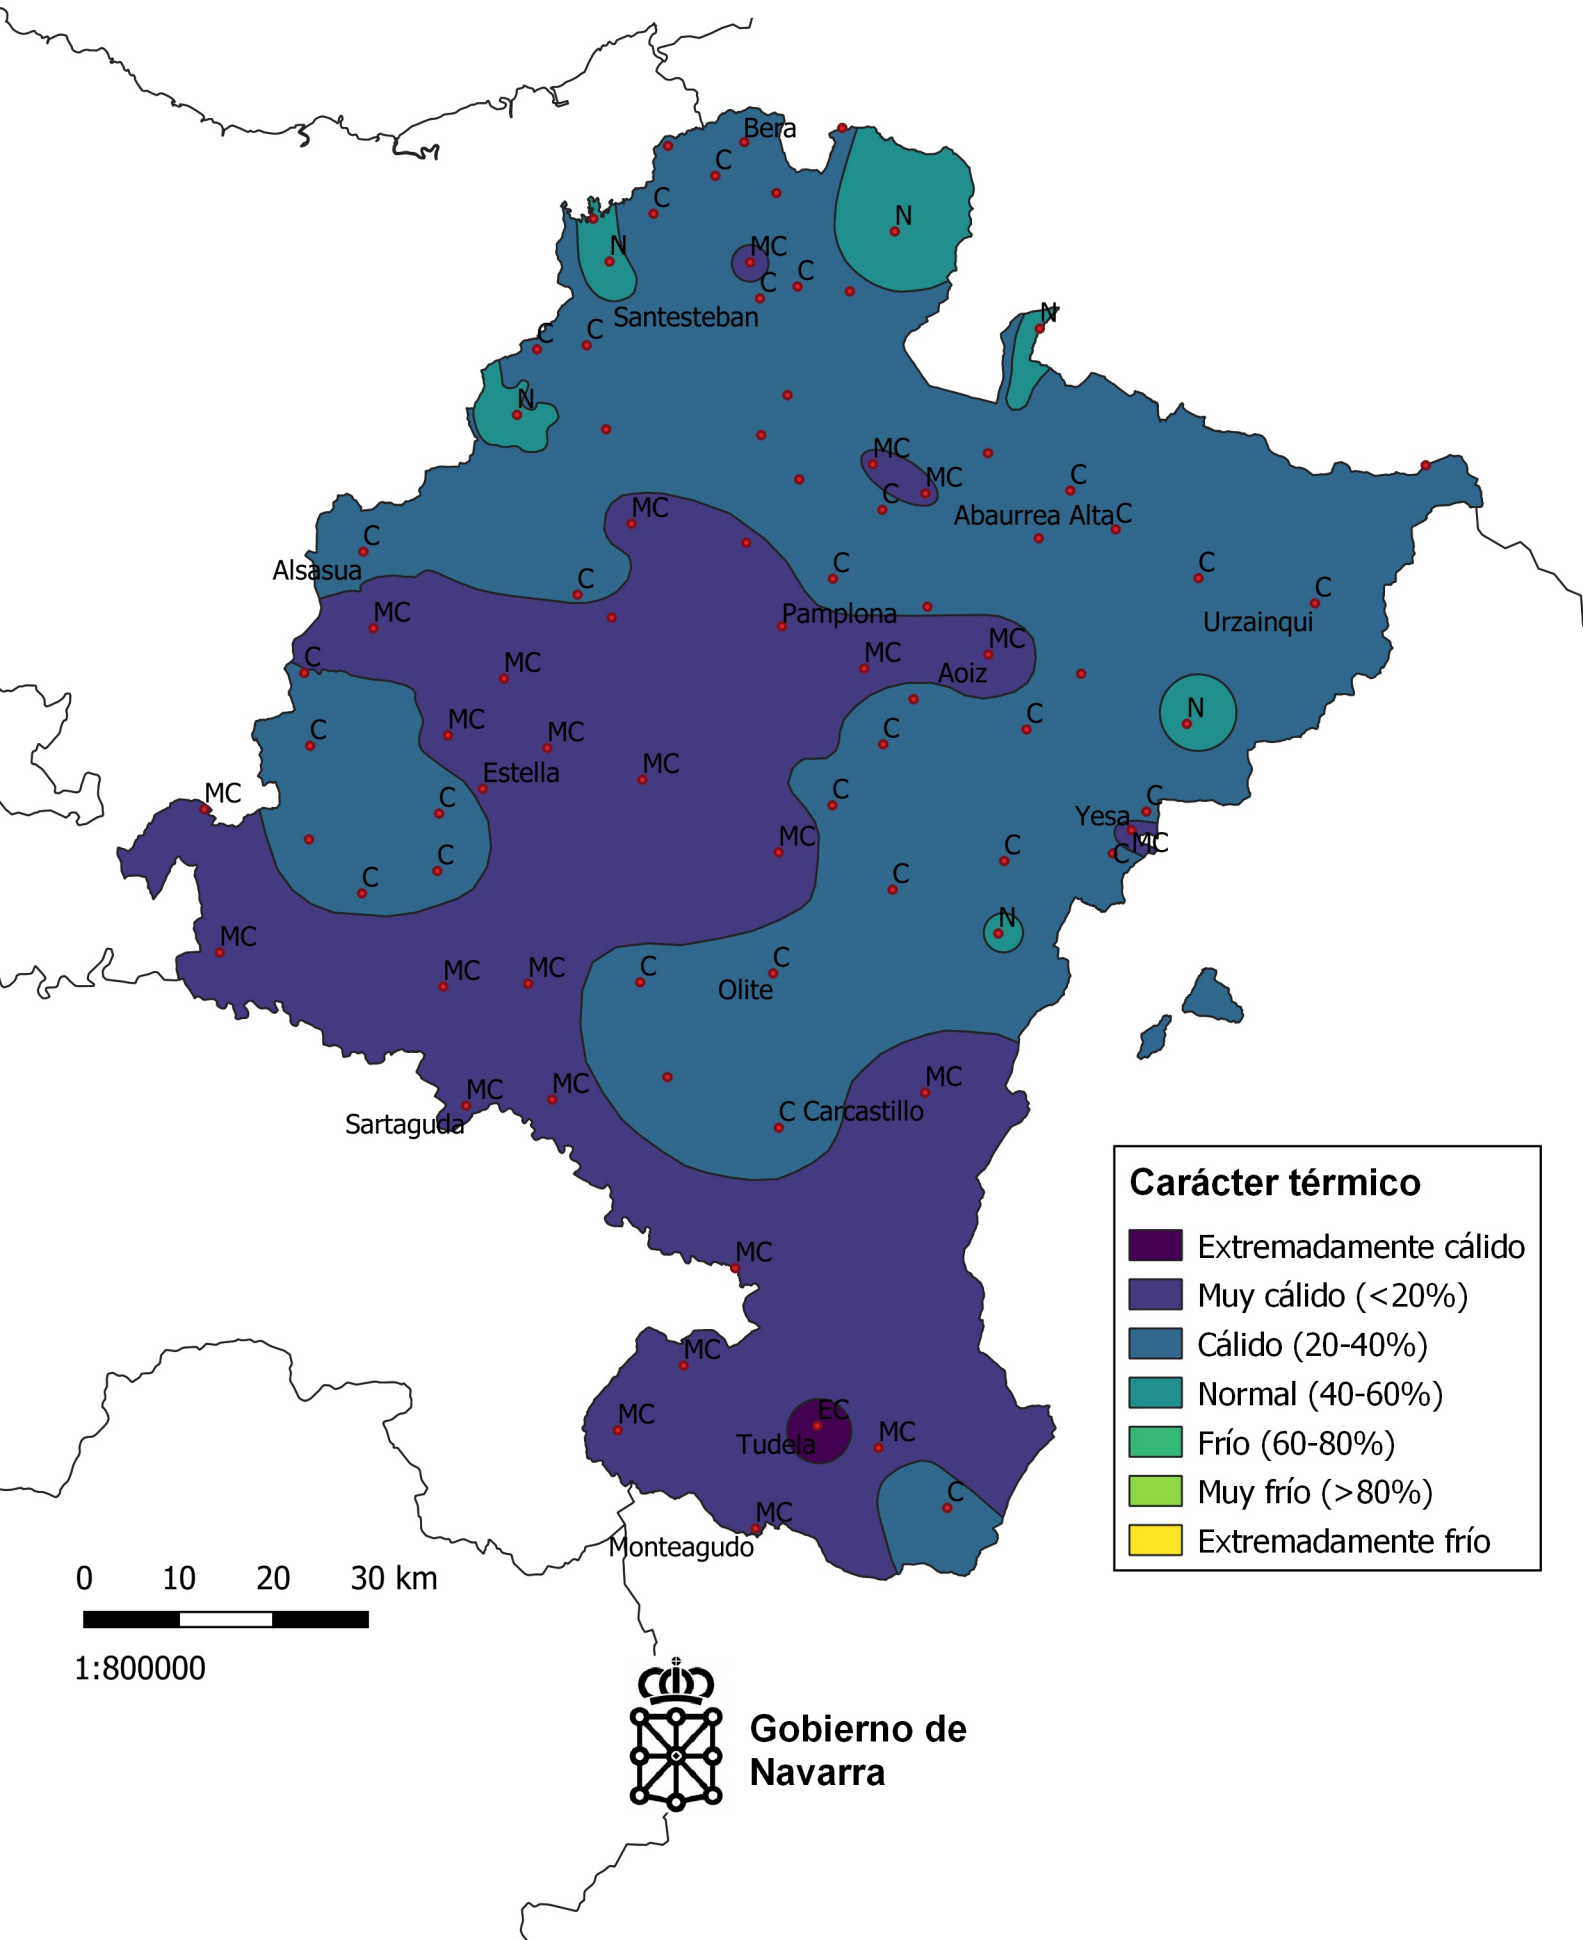 Bera
C
C
N
N
MC
C
C
Santesteban
N
C
C
N
MC
MC
C
C
Abaurrea Alta
C
MC
C
Alsasua
C
C
C
C
Urzainqui
MC
Pamplona
MC
MC
Aoiz
C
MC
N
C
MC
MC
C
C
Estella
MC
C
C
C
Yesa
MC
C
MC
C
C
C
C
C
N
MC
C
C
Olite
MC
MC
MC
MC
MC
Sartaguda
C
Carcastillo
MC
MC
MC
EC
Tudela
MC
C
MC
Monteagudo
Carácter térmico
Extremadamente cálido
Muy cálido (<20%)
Cálido (20-40%)
Normal (40-60%)
Frío (60-80%)
Muy frío (>80%)
Extremadamente frío
0 10 20 30 km
1:800000
Gobierno de
Navarra